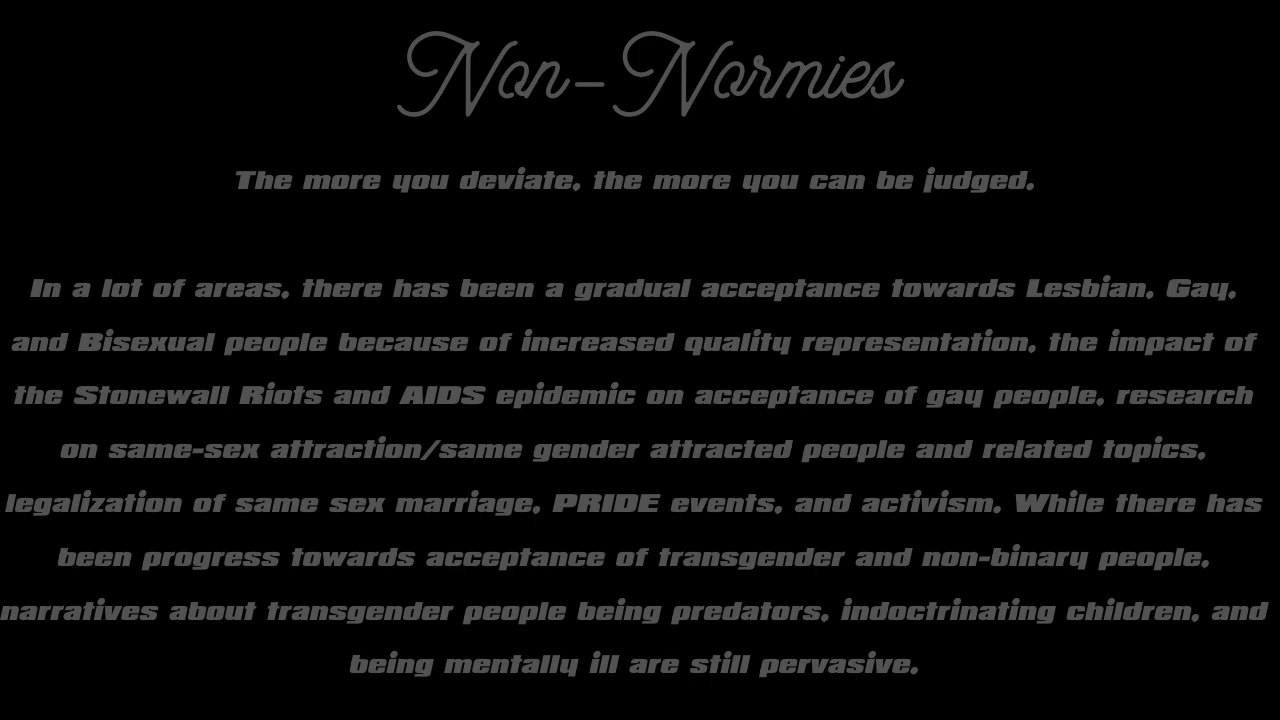 Non-Normies
The more you deviate, the more you can be judged.
In a lot of areas, there has been a gradual acceptance towards Lesbian, Gay,
and Bisexual people because of increased quality representation, the impact of
the Stonewall Riots and AIDS epidemic on acceptance of gay people, research
on same-sex attraction/same gender attracted people and related topics,
legalization of same sex marriage, PRIDE events, and activism. While there has
been progress towards acceptance of transgender and non-binary people,
narratives about transgender people being predators, indoctrinating children, and
being mentally ill are still pervasive.